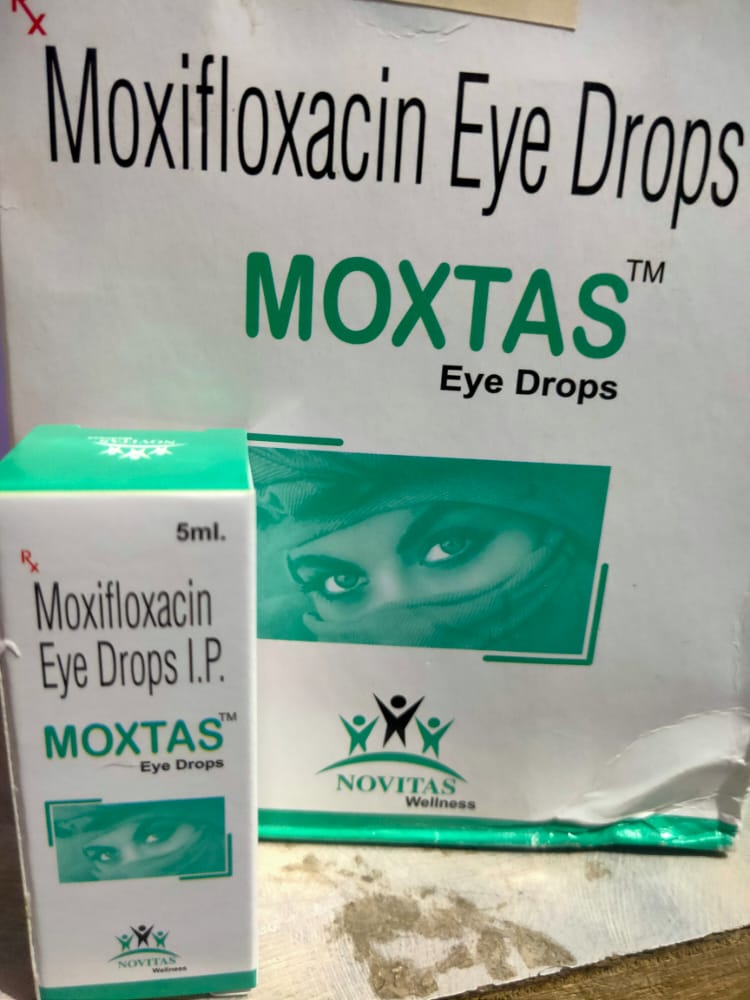 Rx
Moxifloxacin Eye Drops
MOXTAS™
Eye Drops
NOVITAS
Wellness
NOVITAS
5ml.
Rx
Moxifloxacin
Eye Drops I.P.
MOXTAS™
Eye Drops
NOVITAS
Wellness